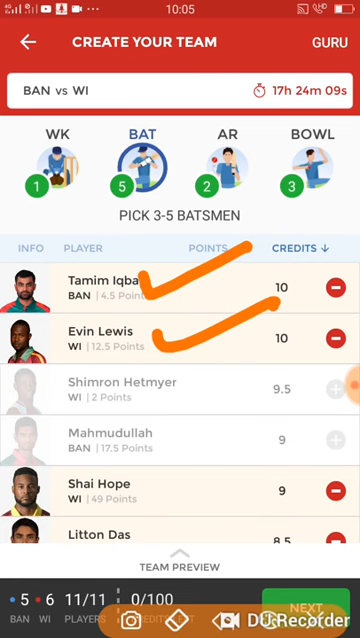 10:05
CREATE YOUR TEAM GURU
BAN vs WI 17h 24m 09s
WK BAT AR BOWL
1 5 2 3
PICK 3-5 BATSMEN
INFO PLAYER POINTS CREDITS ↓
Tamim Iqba 10
BAN | 4.5 Points
Evin Lewis 10
WI | 12.5 Points
Shimron Hetmyer 9.5
WI | 2 Points
Mahmudullah 9
BAN | 17.5 Points
Shai Hope 9
WI | 49 Points
Litton Das 8.5
TEAM PREVIEW
5 6 11/11 0/100 NEXT
BAN WI PLAYERS
DU Recorder